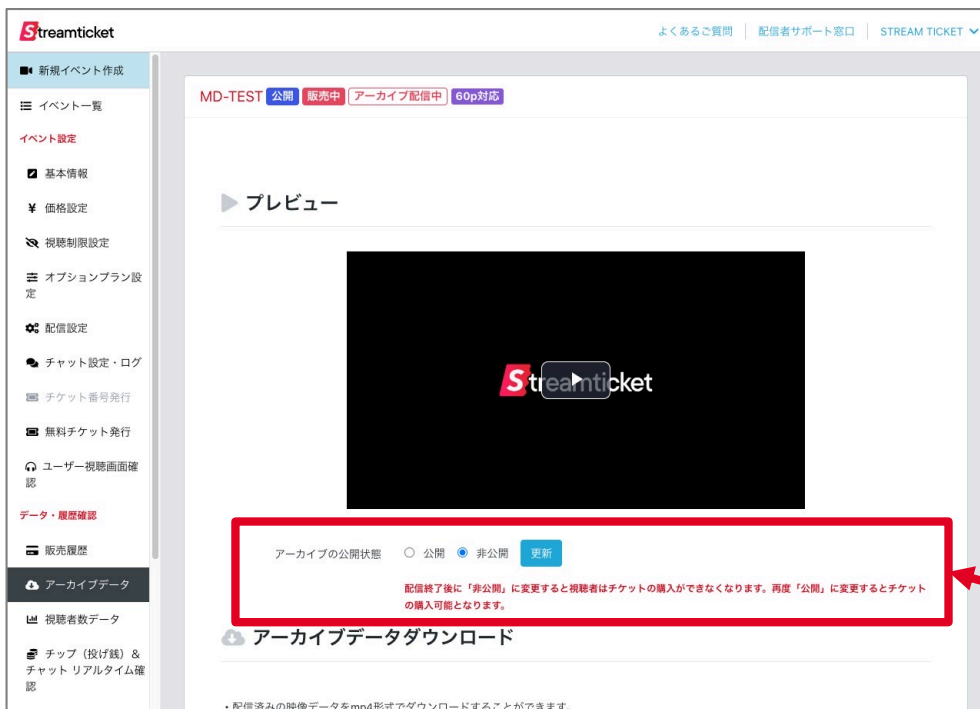 Streamticket
よくあるご質問
配信者サポート窓口
STREAM TICKET
新規イベント作成
イベント一覧
イベント設定
基本情報
価格設定
視聴制限設定
オプションプラン設
定
配信設定
チャット設定・ログ
チケット番号発行
無料チケット発行
ユーザー視聴画面確
認
データ・履歴確認
販売履歴
アーカイブデータ
視聴者数データ
チップ（投げ銭）&
チャット リアルタイム確
認
MD-TEST 公開 販売中 アーカイブ配信中 60p対応
プレビュー
Streamticket
アーカイブの公開状態 公開 非公開 更新
配信終了後に「非公開」に変更すると視聴者はチケットの購入ができなくなります。再度「公開」に変更するとチケット
の購入可能となります。
アーカイブデータダウンロード
・配信済みの映像データをmp4形式でダウンロードすることができます。